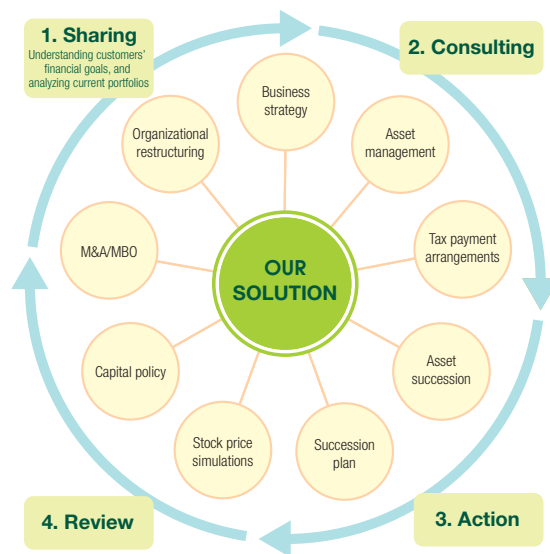 1. Sharing
Understanding customers'
financial goals, and
analyzing current portfolios
2. Consulting
Business
strategy
Organizational
restructuring
Asset
management
M&A/MBO
Tax payment
arrangements
OUR
SOLUTION
Capital policy
Asset
succession
Stock price
simulations
Succession
plan
4. Review
3. Action